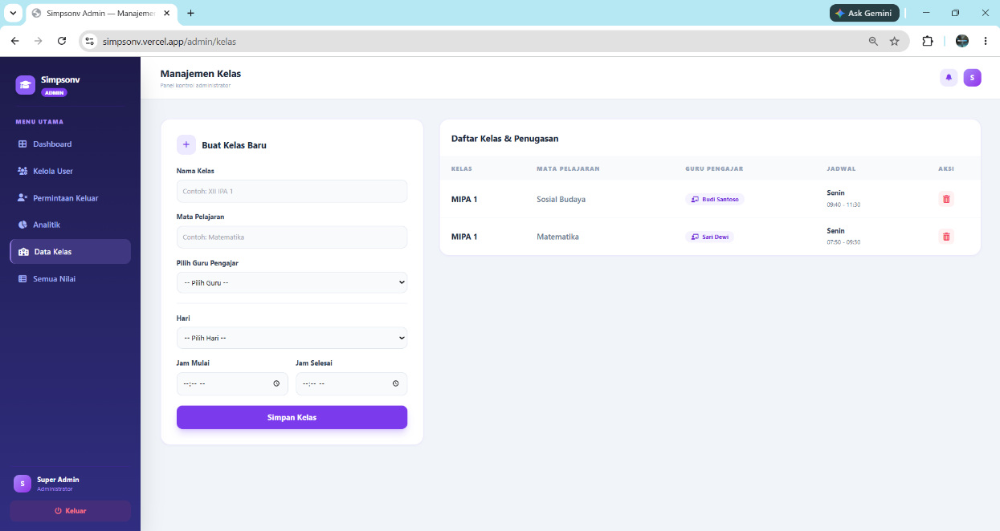 Simpsonv Admin — Manajemen
Ask Gemini
simpsonv.vercel.app/admin/kelas
Simpsonv
ADMIN
MENU UTAMA
Dashboard
Kelola User
Permintaan Keluar
Analitik
Data Kelas
Semua Nilai
S
Super Admin
Administrator
Keluar
Manajemen Kelas
Panel kontrol administrator
S
Buat Kelas Baru
Nama Kelas
Contoh: XII IPA 1
Mata Pelajaran
Contoh: Matematika
Pilih Guru Pengajar
-- Pilih Guru --
Hari
-- Pilih Hari --
Jam Mulai Jam Selesai
--:-- -- --:-- --
Simpan Kelas
Daftar Kelas & Penugasan
KELAS MATA PELAJARAN GURU PENGAJAR JADWAL AKSI
MIPA 1 Sosial Budaya Budi Santoso Senin
09:40 - 11:30
MIPA 1 Matematika Sari Dewi Senin
07:50 - 09:30